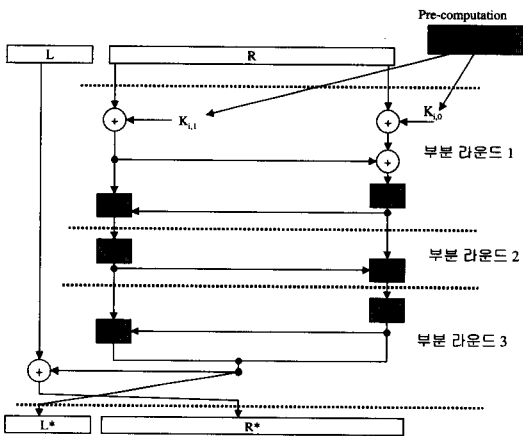 Pre-computation
L
R
K_{i,1}
K_{i,0}
부분 라운드 1
부분 라운드 2
부분 라운드 3
L*
R*